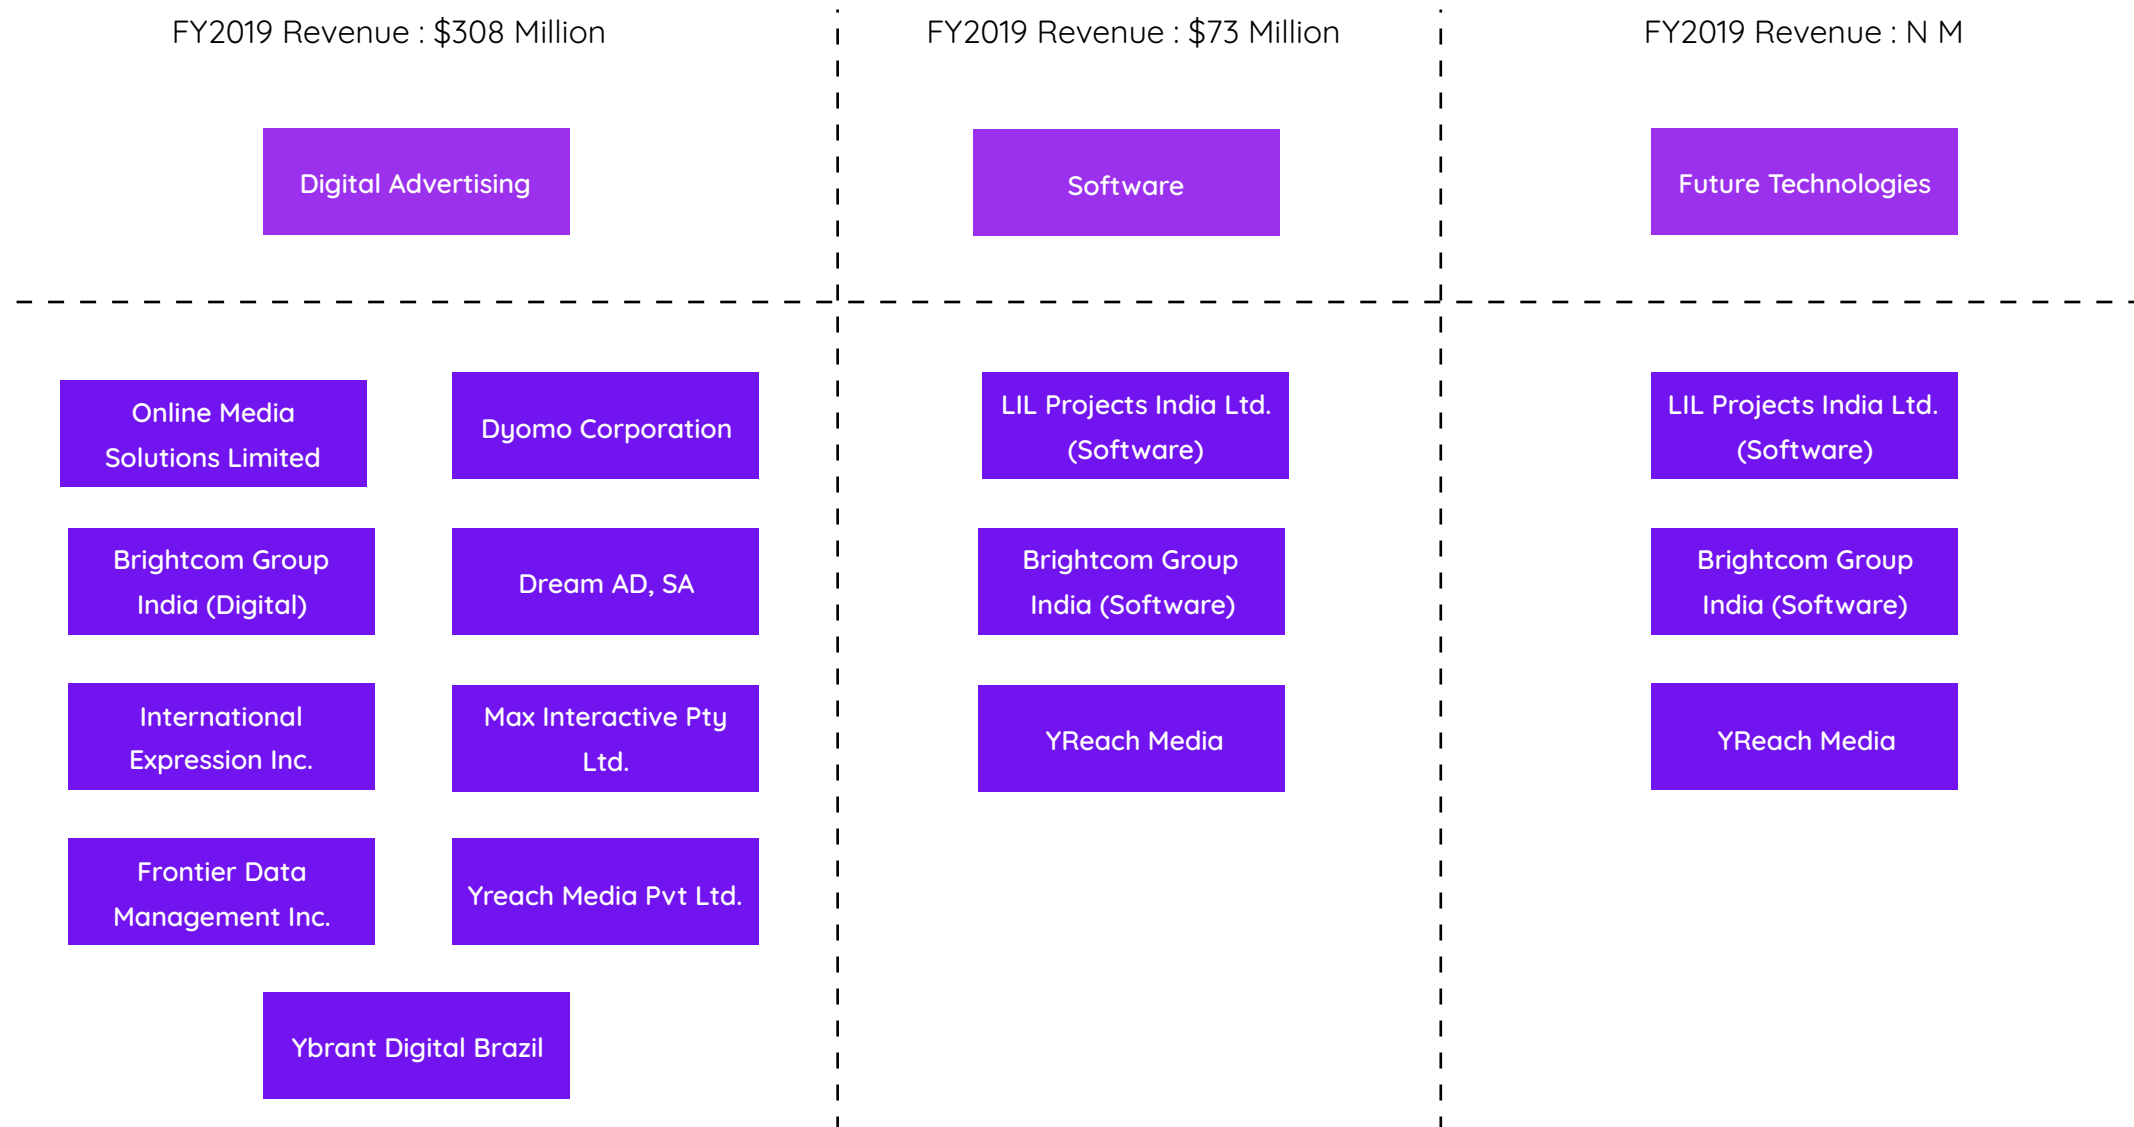 FY2019 Revenue : $308 Million
FY2019 Revenue : $73 Million
FY2019 Revenue : N M
Digital Advertising
Software
Future Technologies
Online Media
Solutions Limited
Dyomo Corporation
Brightcom Group
India (Digital)
Dream AD, SA
International
Expression Inc.
Max Interactive Pty
Ltd.
Frontier Data
Management Inc.
Yreach Media Pvt Ltd.
Ybrant Digital Brazil
LIL Projects India Ltd.
(Software)
Brightcom Group
India (Software)
YReach Media
LIL Projects India Ltd.
(Software)
Brightcom Group
India (Software)
YReach Media